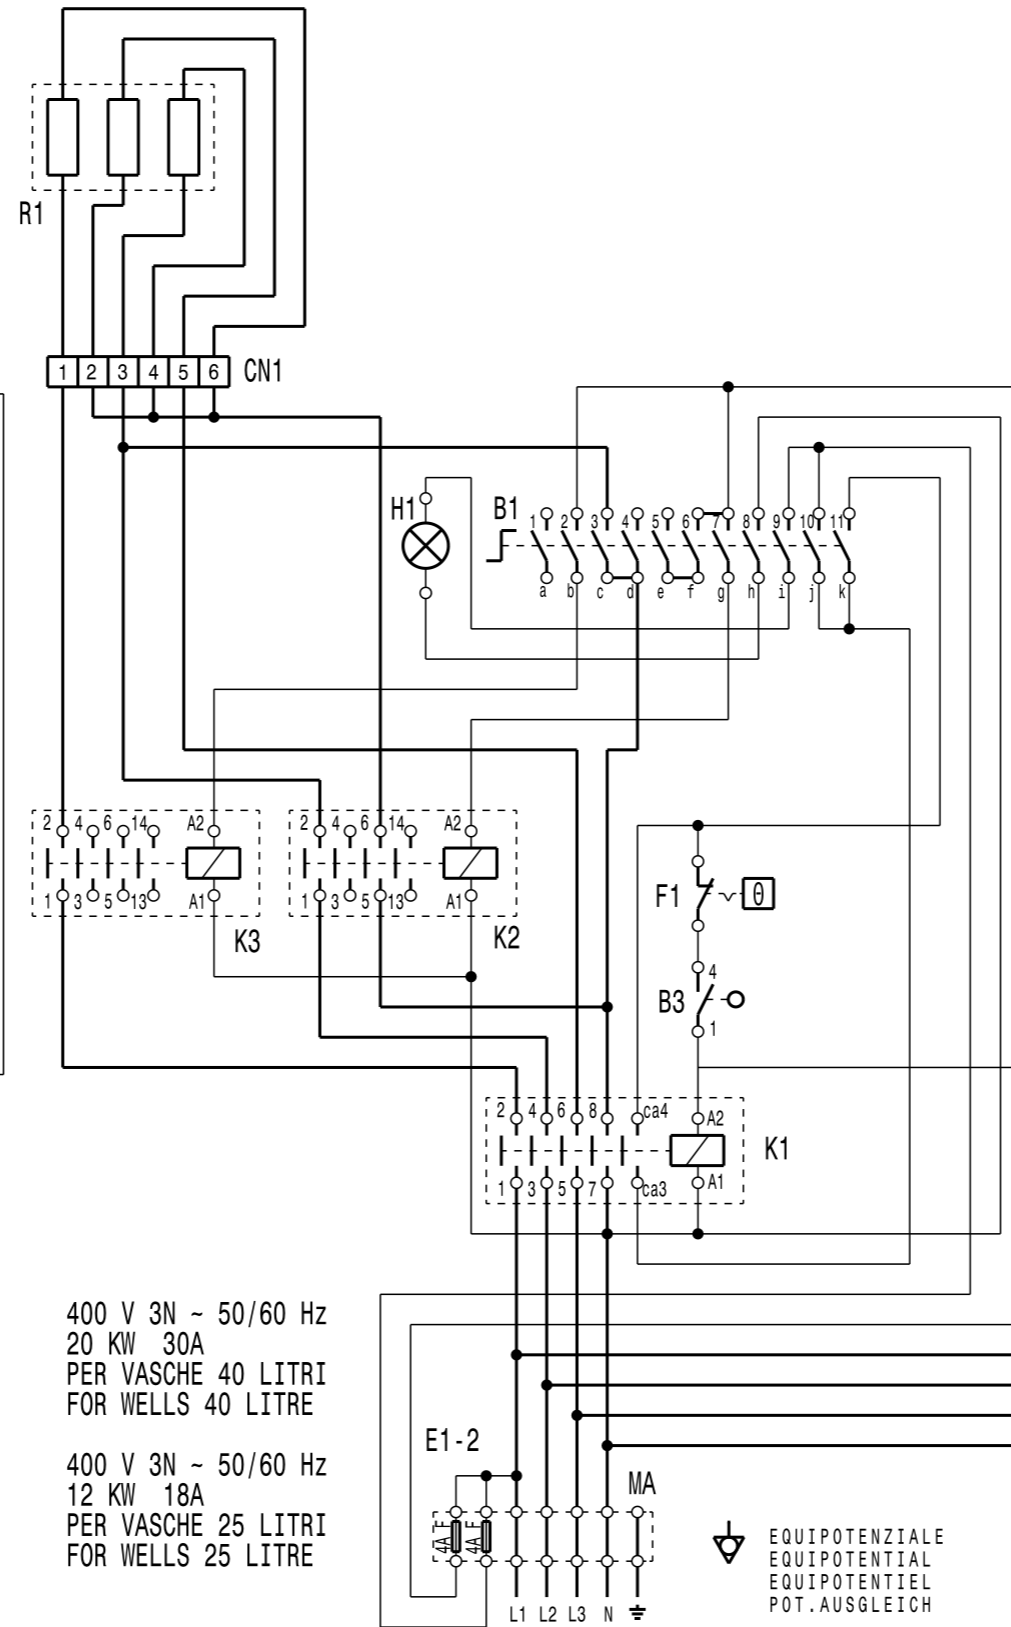 R1
1 2 3 4 5 6 CN1
H1 B1 1 2 3 4 5 6 7 8 9 10 11
a b c d e f g h i j k
2 4 6 14 A2 2 4 6 14 A2
F1 θ
1 3 5 13 A1 1 3 5 13 A1
K3 K2
4
B3
1
2 4 6 8 ca4 A2
K1
1 3 5 7 ca3 A1
400 V 3N ~ 50/60 Hz
20 KW 30A
PER VASCHE 40 LITRI
FOR WELLS 40 LITRE
E1-2
400 V 3N ~ 50/60 Hz
12 KW 18A
PER VASCHE 25 LITRI
FOR WELLS 25 LITRE
MA
4A F 4A F
EQUIPOTENZIALE
EQUIPOTENTIAL
EQUIPOTENTIEL
POT.AUSGLEICH
L1 L2 L3 N